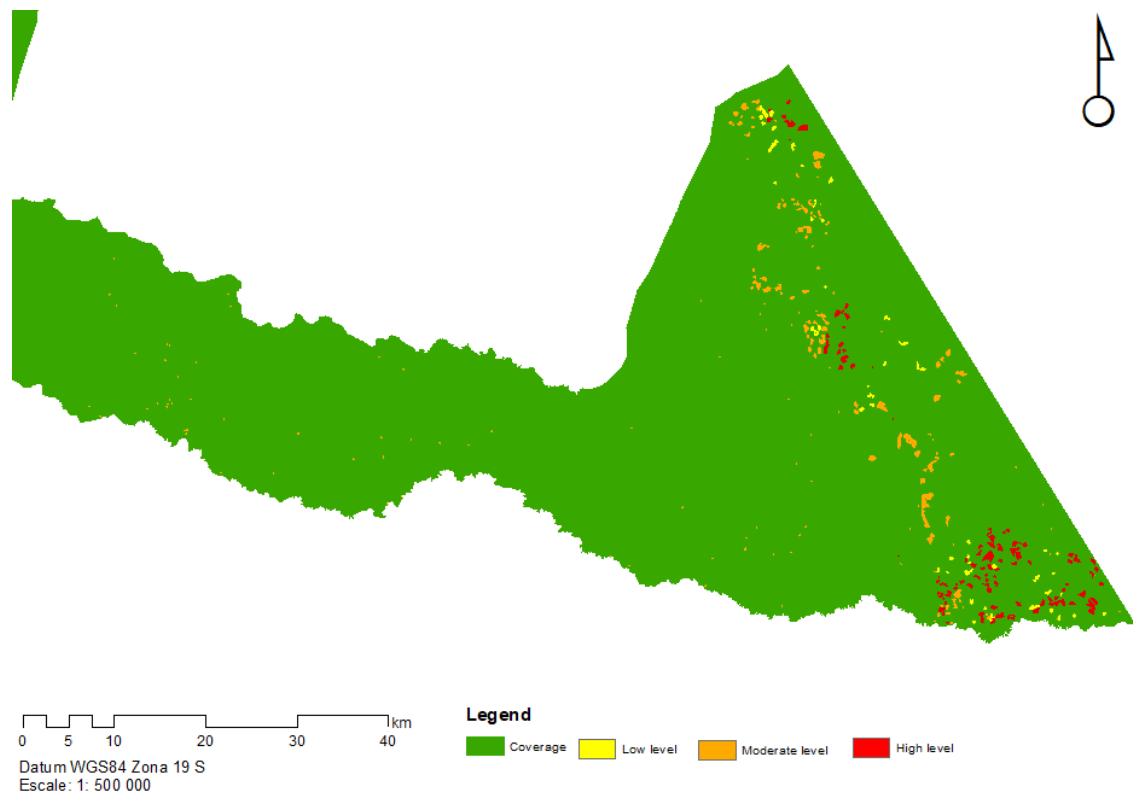 km
0 5 10 20 30 40
Datum WGS84 Zona 19 S
Escale: 1: 500 000
Legend
Coverage Low level Moderate level High level